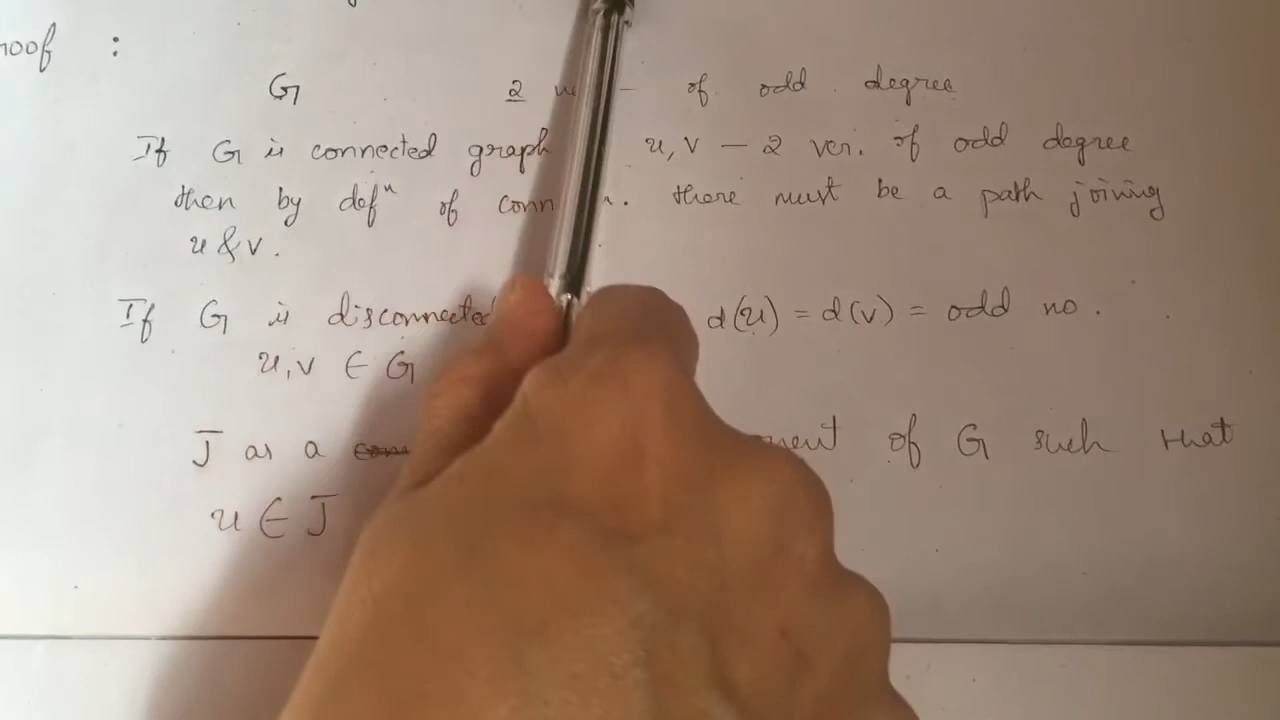 roof :
G 2 of odd degree
If G is connected graph u, v — 2 ver. of odd degree
then by defⁿ of conn . there must be a path joining
u & v.
If G is disconnected d(u) = d(v) = odd no.
u, v ∈ G
J as a of G such that
u ∈ J